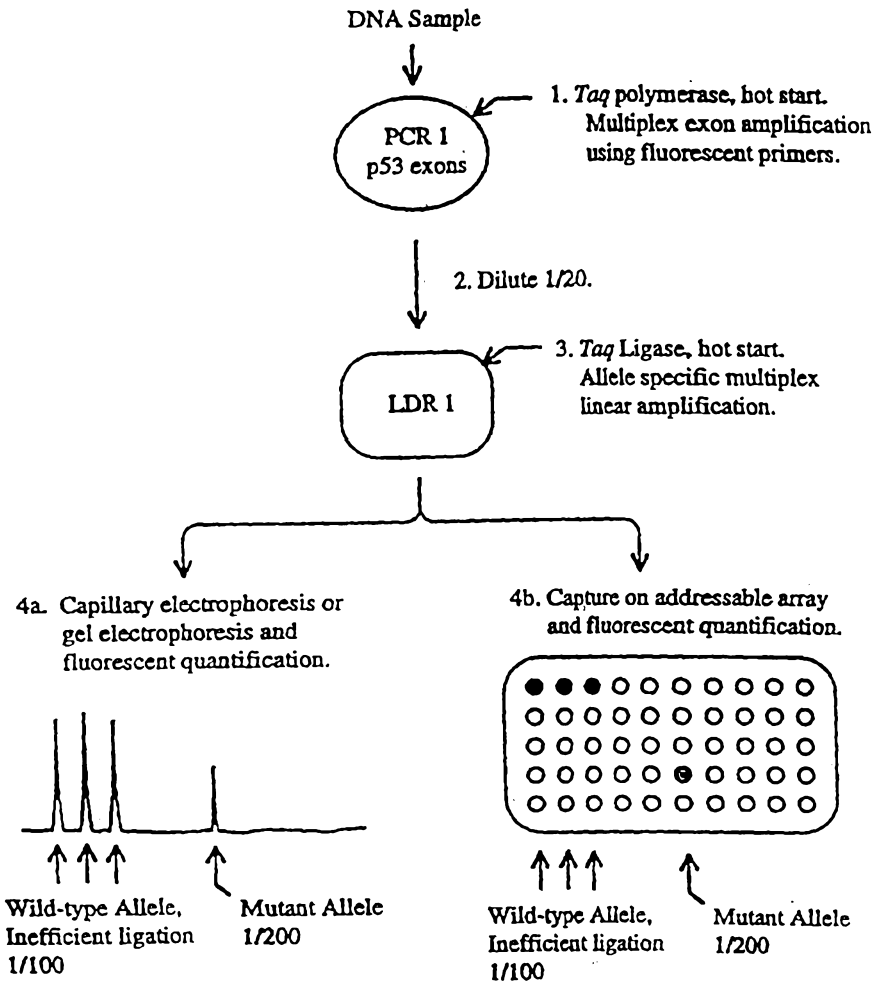 DNA Sample
1. Taq polymerase, hot start.
Multiplex exon amplification
using fluorescent primers.
PCR 1
p53 exons
2. Dilute 1/20.
3. Taq Ligase, hot start.
Allele specific multiplex
linear amplification.
LDR 1
4a. Capillary electrophoresis or
gel electrophoresis and
fluorescent quantification.
4b. Capture on addressable array
and fluorescent quantification.
Wild-type Allele,
Inefficient ligation
1/100
Mutant Allele
1/200
Wild-type Allele,
Inefficient ligation
1/100
Mutant Allele
1/200